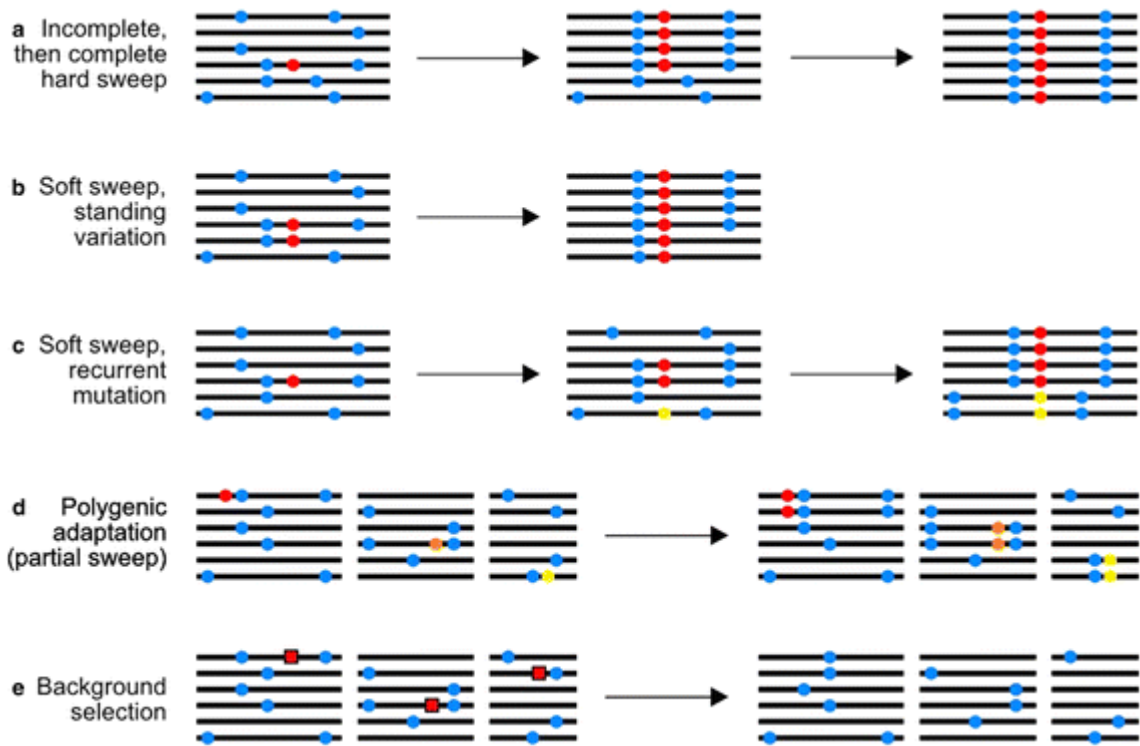 a Incomplete,
then complete
hard sweep
b Soft sweep,
standing
variation
c Soft sweep,
recurrent
mutation
d Polygenic
adaptation
(partial sweep)
e Background
selection